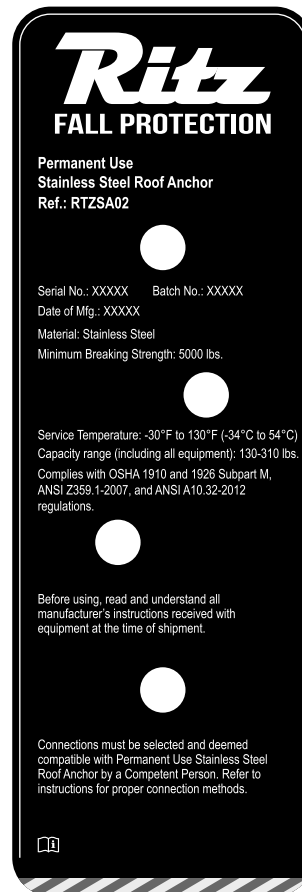 Ritz
FALL PROTECTION
Permanent Use
Stainless Steel Roof Anchor
Ref.: RTZSA02
Serial No.: XXXXX Batch No.: XXXXX
Date of Mfg.: XXXXX
Material: Stainless Steel
Minimum Breaking Strength: 5000 lbs.
Service Temperature: -30°F to 130°F (-34°C to 54°C)
Capacity range (including all equipment): 130-310 lbs.
Complies with OSHA 1910 and 1926 Subpart M,
ANSI Z359.1-2007, and ANSI A10.32-2012
regulations.
Before using, read and understand all
manufacturer's instructions received with
equipment at the time of shipment.
Connections must be selected and deemed
compatible with Permanent Use Stainless Steel
Roof Anchor by a Competent Person. Refer to
instructions for proper connection methods.